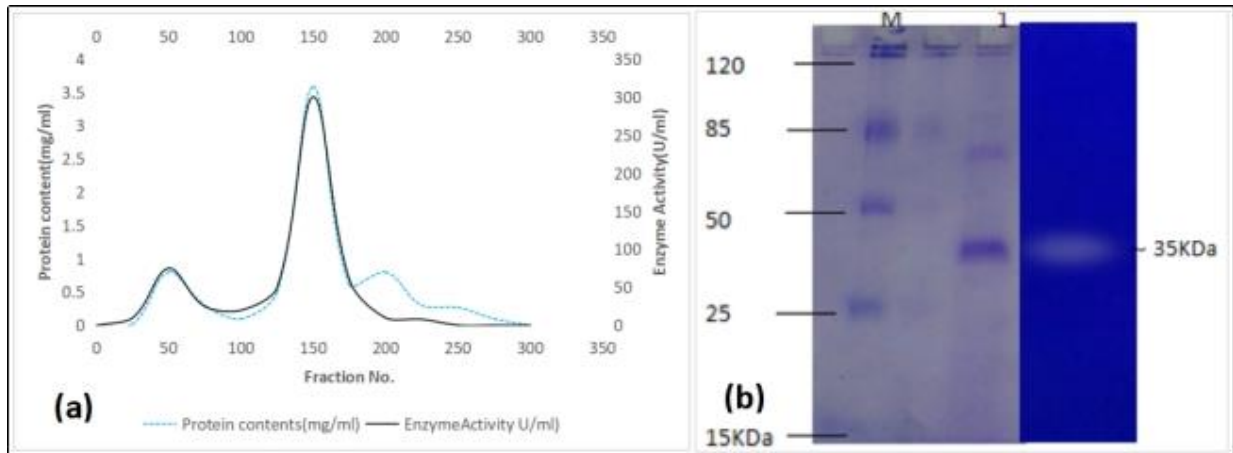 0 50 100 150 200 250 300 350
4 350
3.5 300
3 250
2.5 200
2 150
1.5 100
1 50
0.5 0
0
Protein content(mg/ml)
Enzyme Activity(U/ml)
0 50 100 150 200 250 300 350
Fraction No.
(a)
Protein contents(mg/ml) EnzymeActivity U/ml)
M 1
120
85
50
35KDa
25
(b)
15KDa